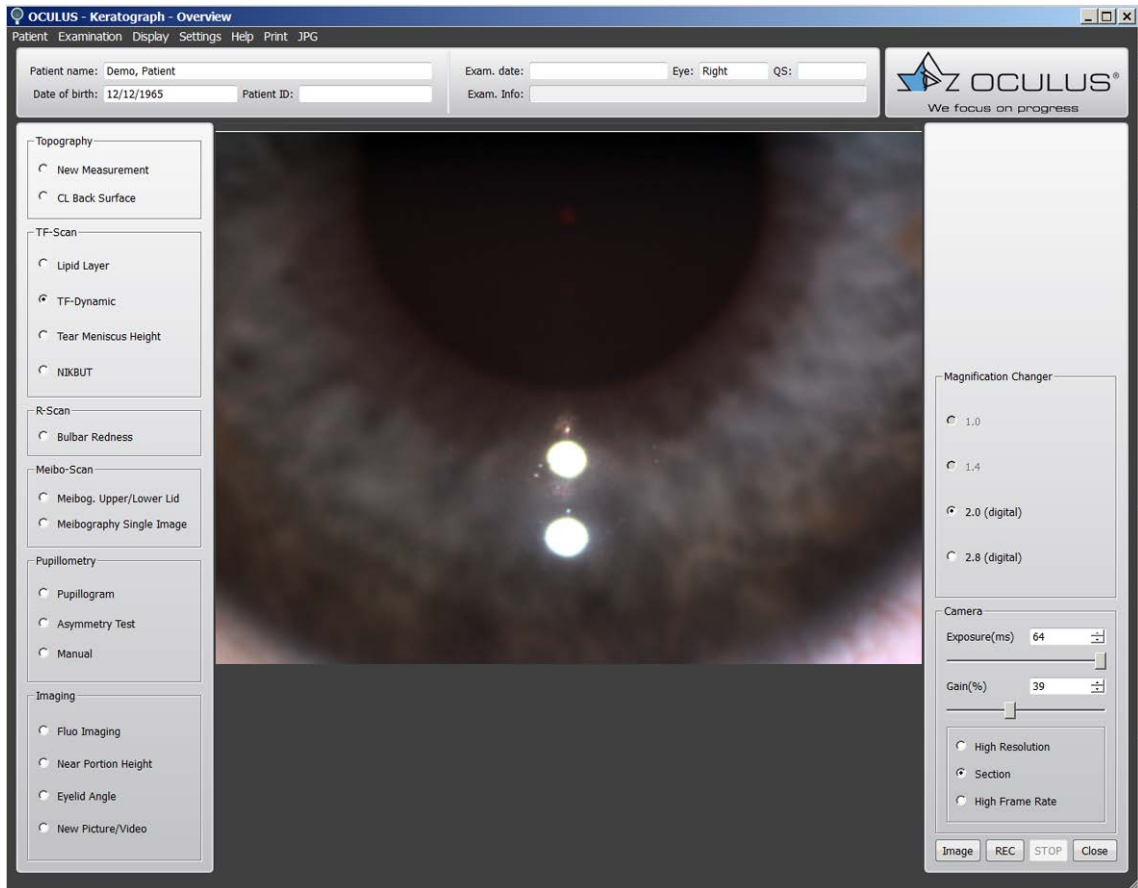 OCULUS - Keratograph - Overview
Patient Examination Display Settings Help Print JPG
Patient name: Demo, Patient
Date of birth: 12/12/1965 Patient ID:
Exam. date: Eye: Right QS:
Exam. Info:
OCULUS®
We focus on progress
Topography
New Measurement
CL Back Surface
TF-Scan
Lipid Layer
TF-Dynamic
Tear Meniscus Height
NIKBUT
R-Scan
Bulbar Redness
Meibo-Scan
Meibog. Upper/Lower Lid
Meibography Single Image
Pupillometry
Pupillogram
Asymmetry Test
Manual
Imaging
Fluo Imaging
Near Portion Height
Eyelid Angle
New Picture/Video
Magnification Changer
1.0
1.4
2.0 (digital)
2.8 (digital)
Camera
Exposure(ms) 64
Gain(%) 39
High Resolution
Section
High Frame Rate
Image REC STOP Close